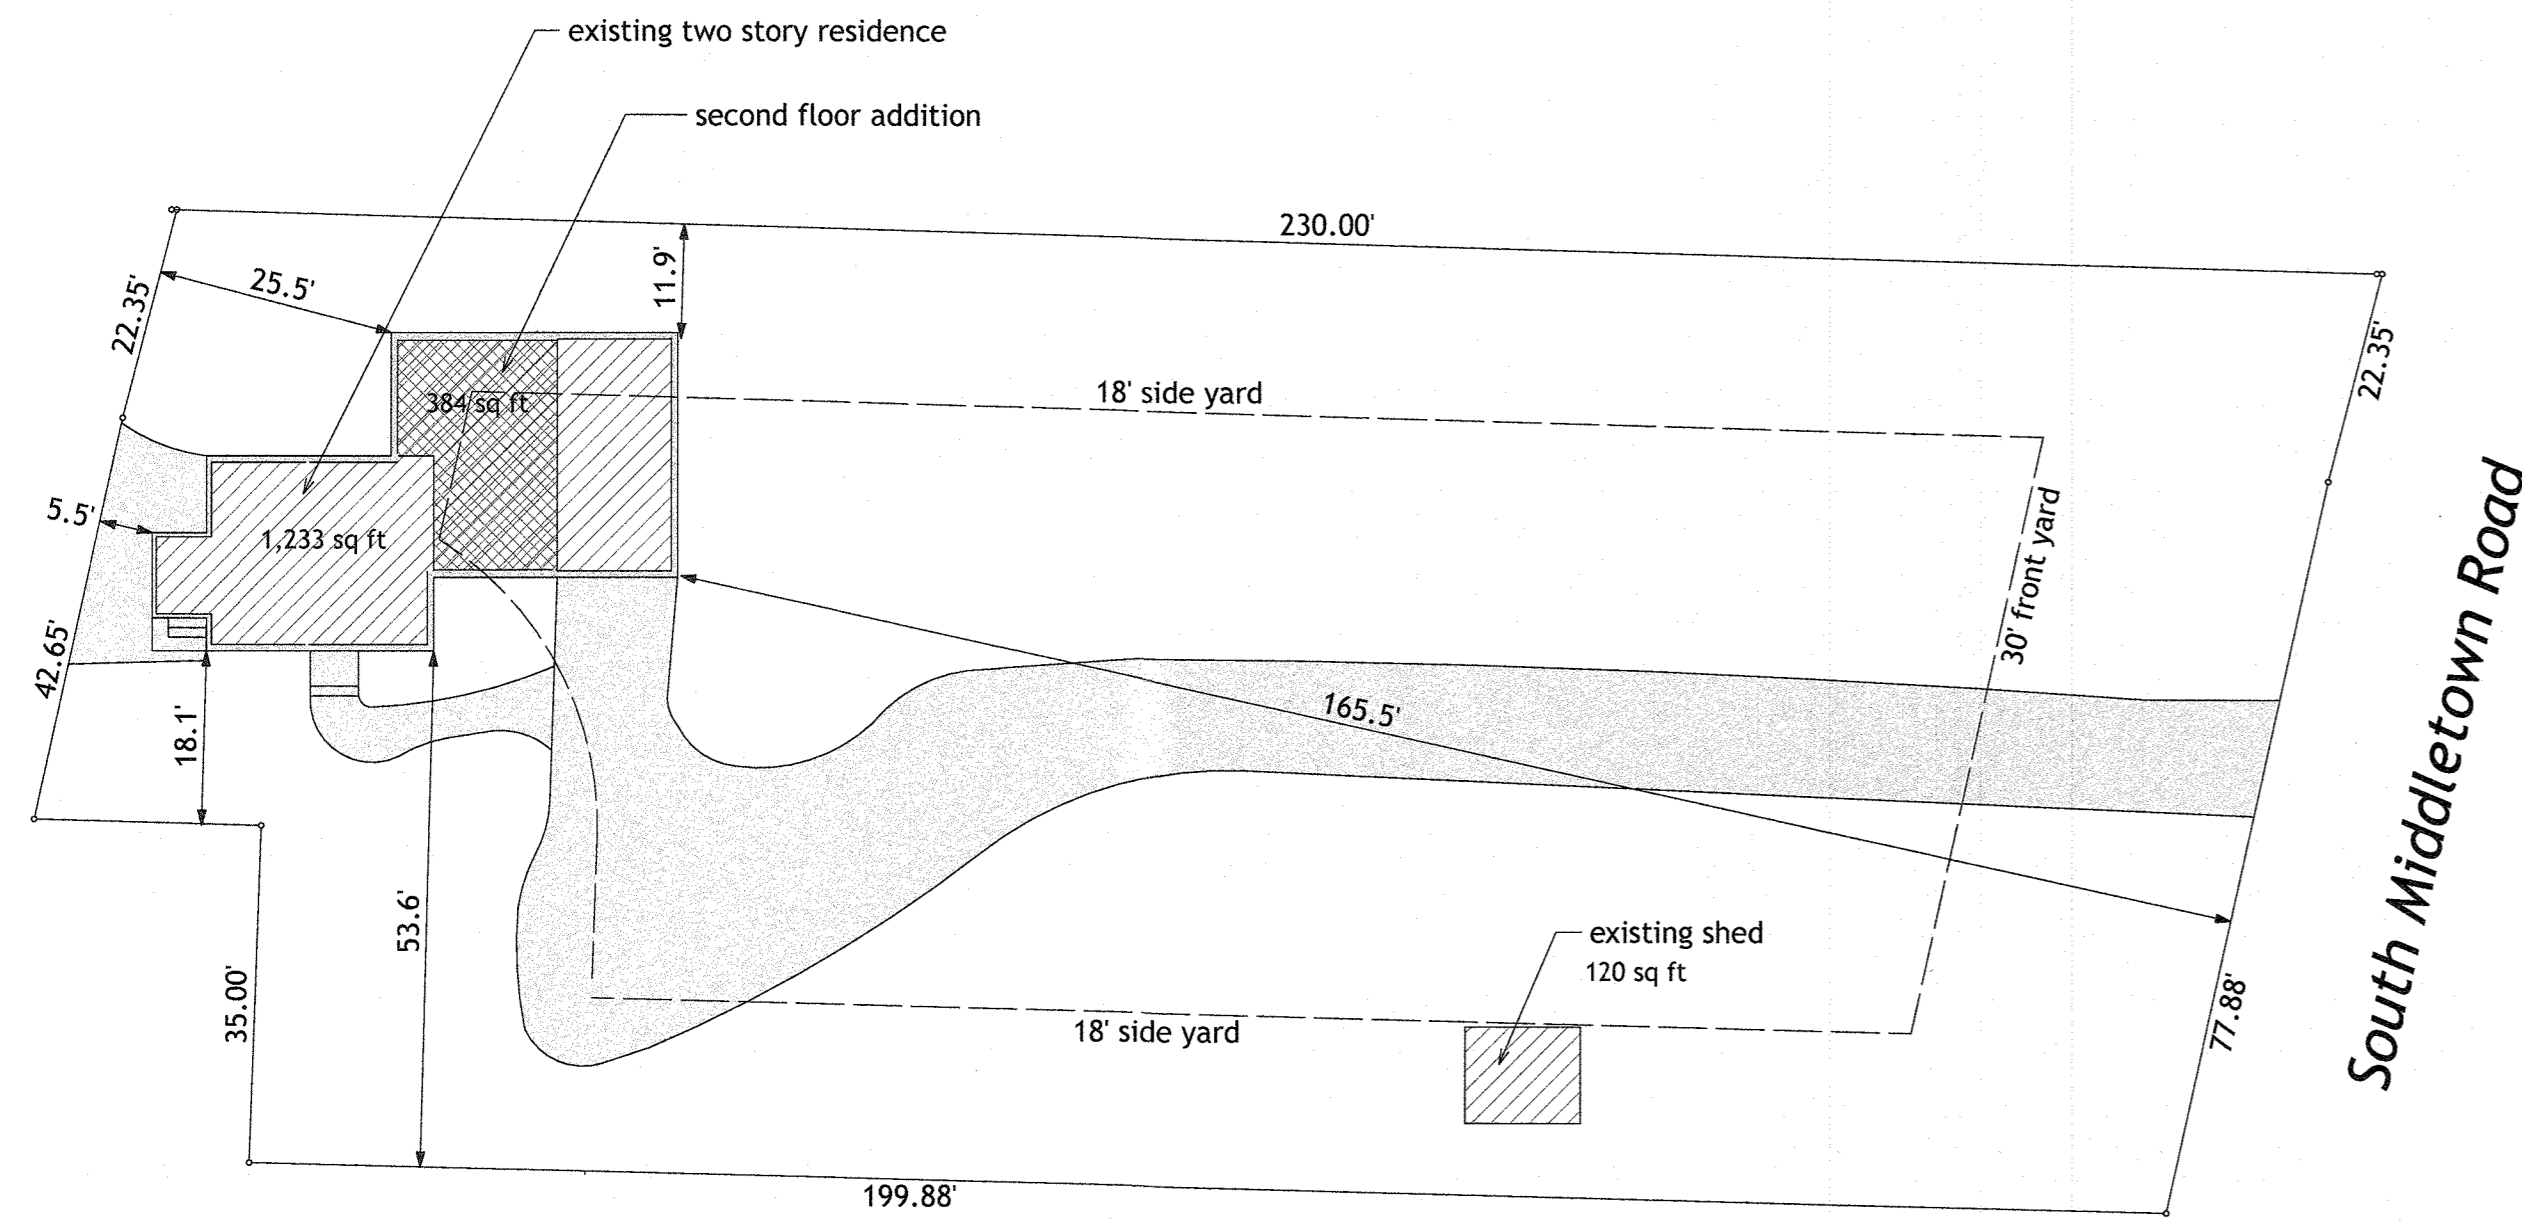 existing two story residence
second floor addition
230.00'
11.9'
25.5'
22.35'
22.35'
18' side yard
384 sq ft
30' front yard
5.5'
1,233 sq ft
South Middletown Road
42.65'
18.1'
165.5'
53.6'
existing shed
120 sq ft
35.00'
77.88'
18' side yard
199.88'